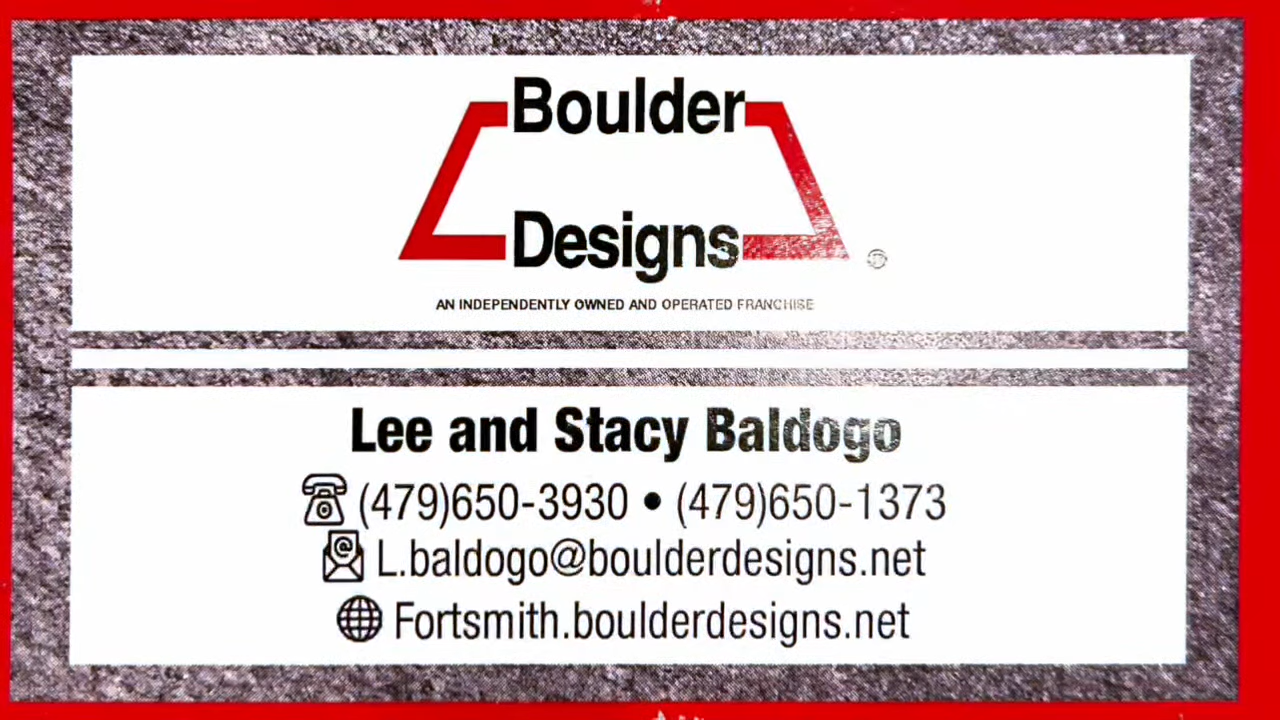 Boulder
Designs
®
AN INDEPENDENTLY OWNED AND OPERATED FRANCHISE
Lee and Stacy Baldogo
(479)650-3930 • (479)650-1373
L.baldogo@boulderdesigns.net
Fortsmith.boulderdesigns.net